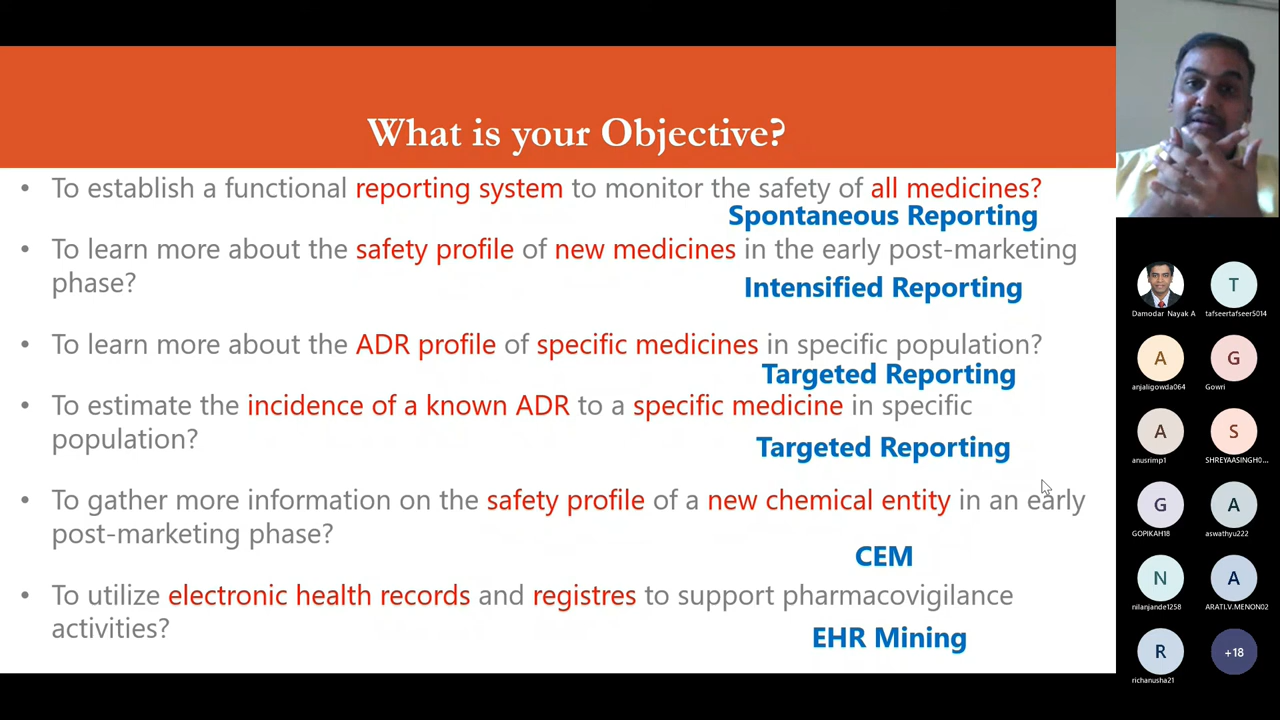 What is your Objective?
• To establish a functional reporting system to monitor the safety of all medicines?
Spontaneous Reporting
• To learn more about the safety profile of new medicines in the early post-marketing
phase?
Intensified Reporting
• To learn more about the ADR profile of specific medicines in specific population?
Targeted Reporting
• To estimate the incidence of a known ADR to a specific medicine in specific
population?
Targeted Reporting
• To gather more information on the safety profile of a new chemical entity in an early
post-marketing phase?
CEM
• To utilize electronic health records and registres to support pharmacovigilance
activities?
EHR Mining
Damodar Nayak A
T
tafseertafseer5014
A
anjaligowda064
G
Gowri
A
anusrimp1
S
SHREYAASINGH0...
G
GOPIKAH18
A
aswathyu222
N
nilanjande1258
A
ARATI.V.MENON02
R
richanusha21
+18